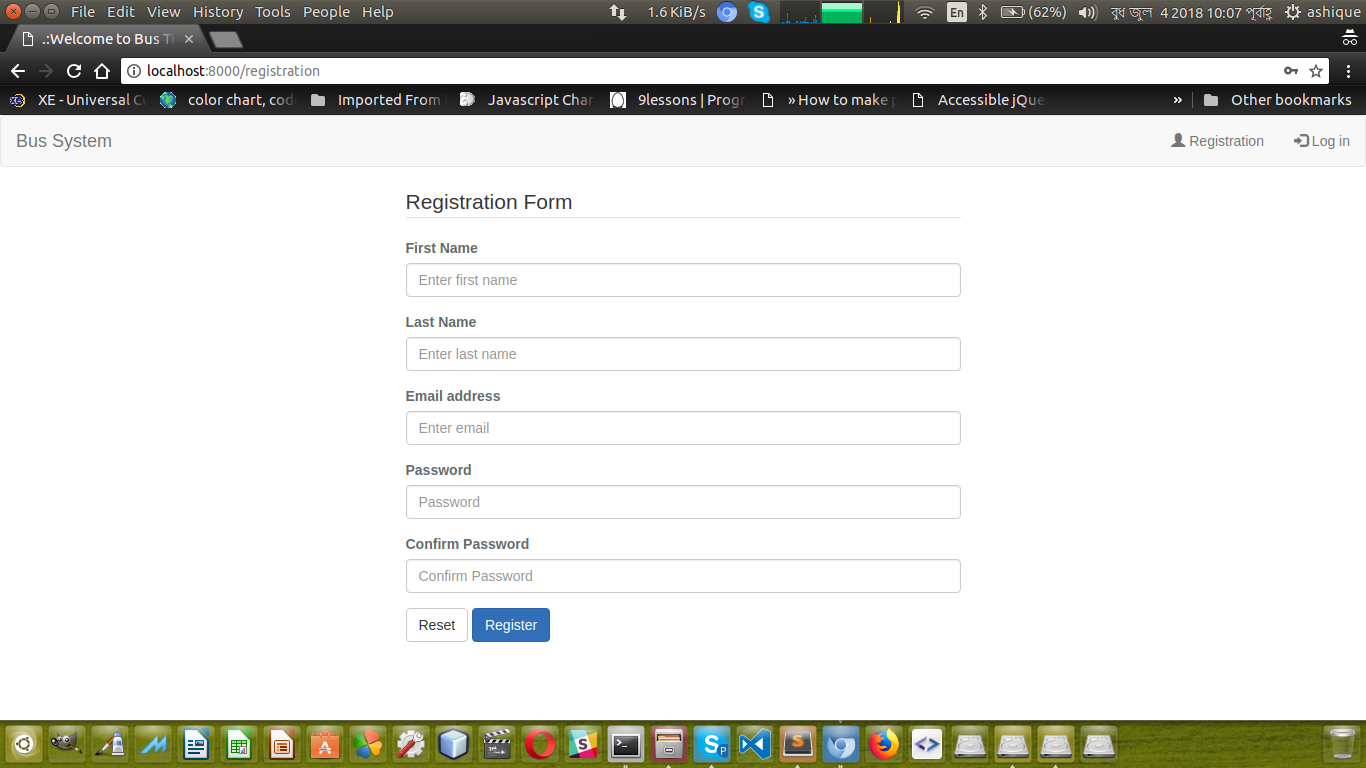 File Edit View History Tools People Help 1.6 KiB/s En (62%) বুধ জুল 4 2018 10:07 পূর্বাহ্ণ ashique
.:Welcome to Bus Ti
localhost:8000/registration
XE - Universal Cu color chart, code Imported From Javascript Char 9lessons | Progr » How to make p Accessible jQue » Other bookmarks
Bus System Registration Log in
Registration Form
First Name
Enter first name
Last Name
Enter last name
Email address
Enter email
Password
Password
Confirm Password
Confirm Password
Reset Register